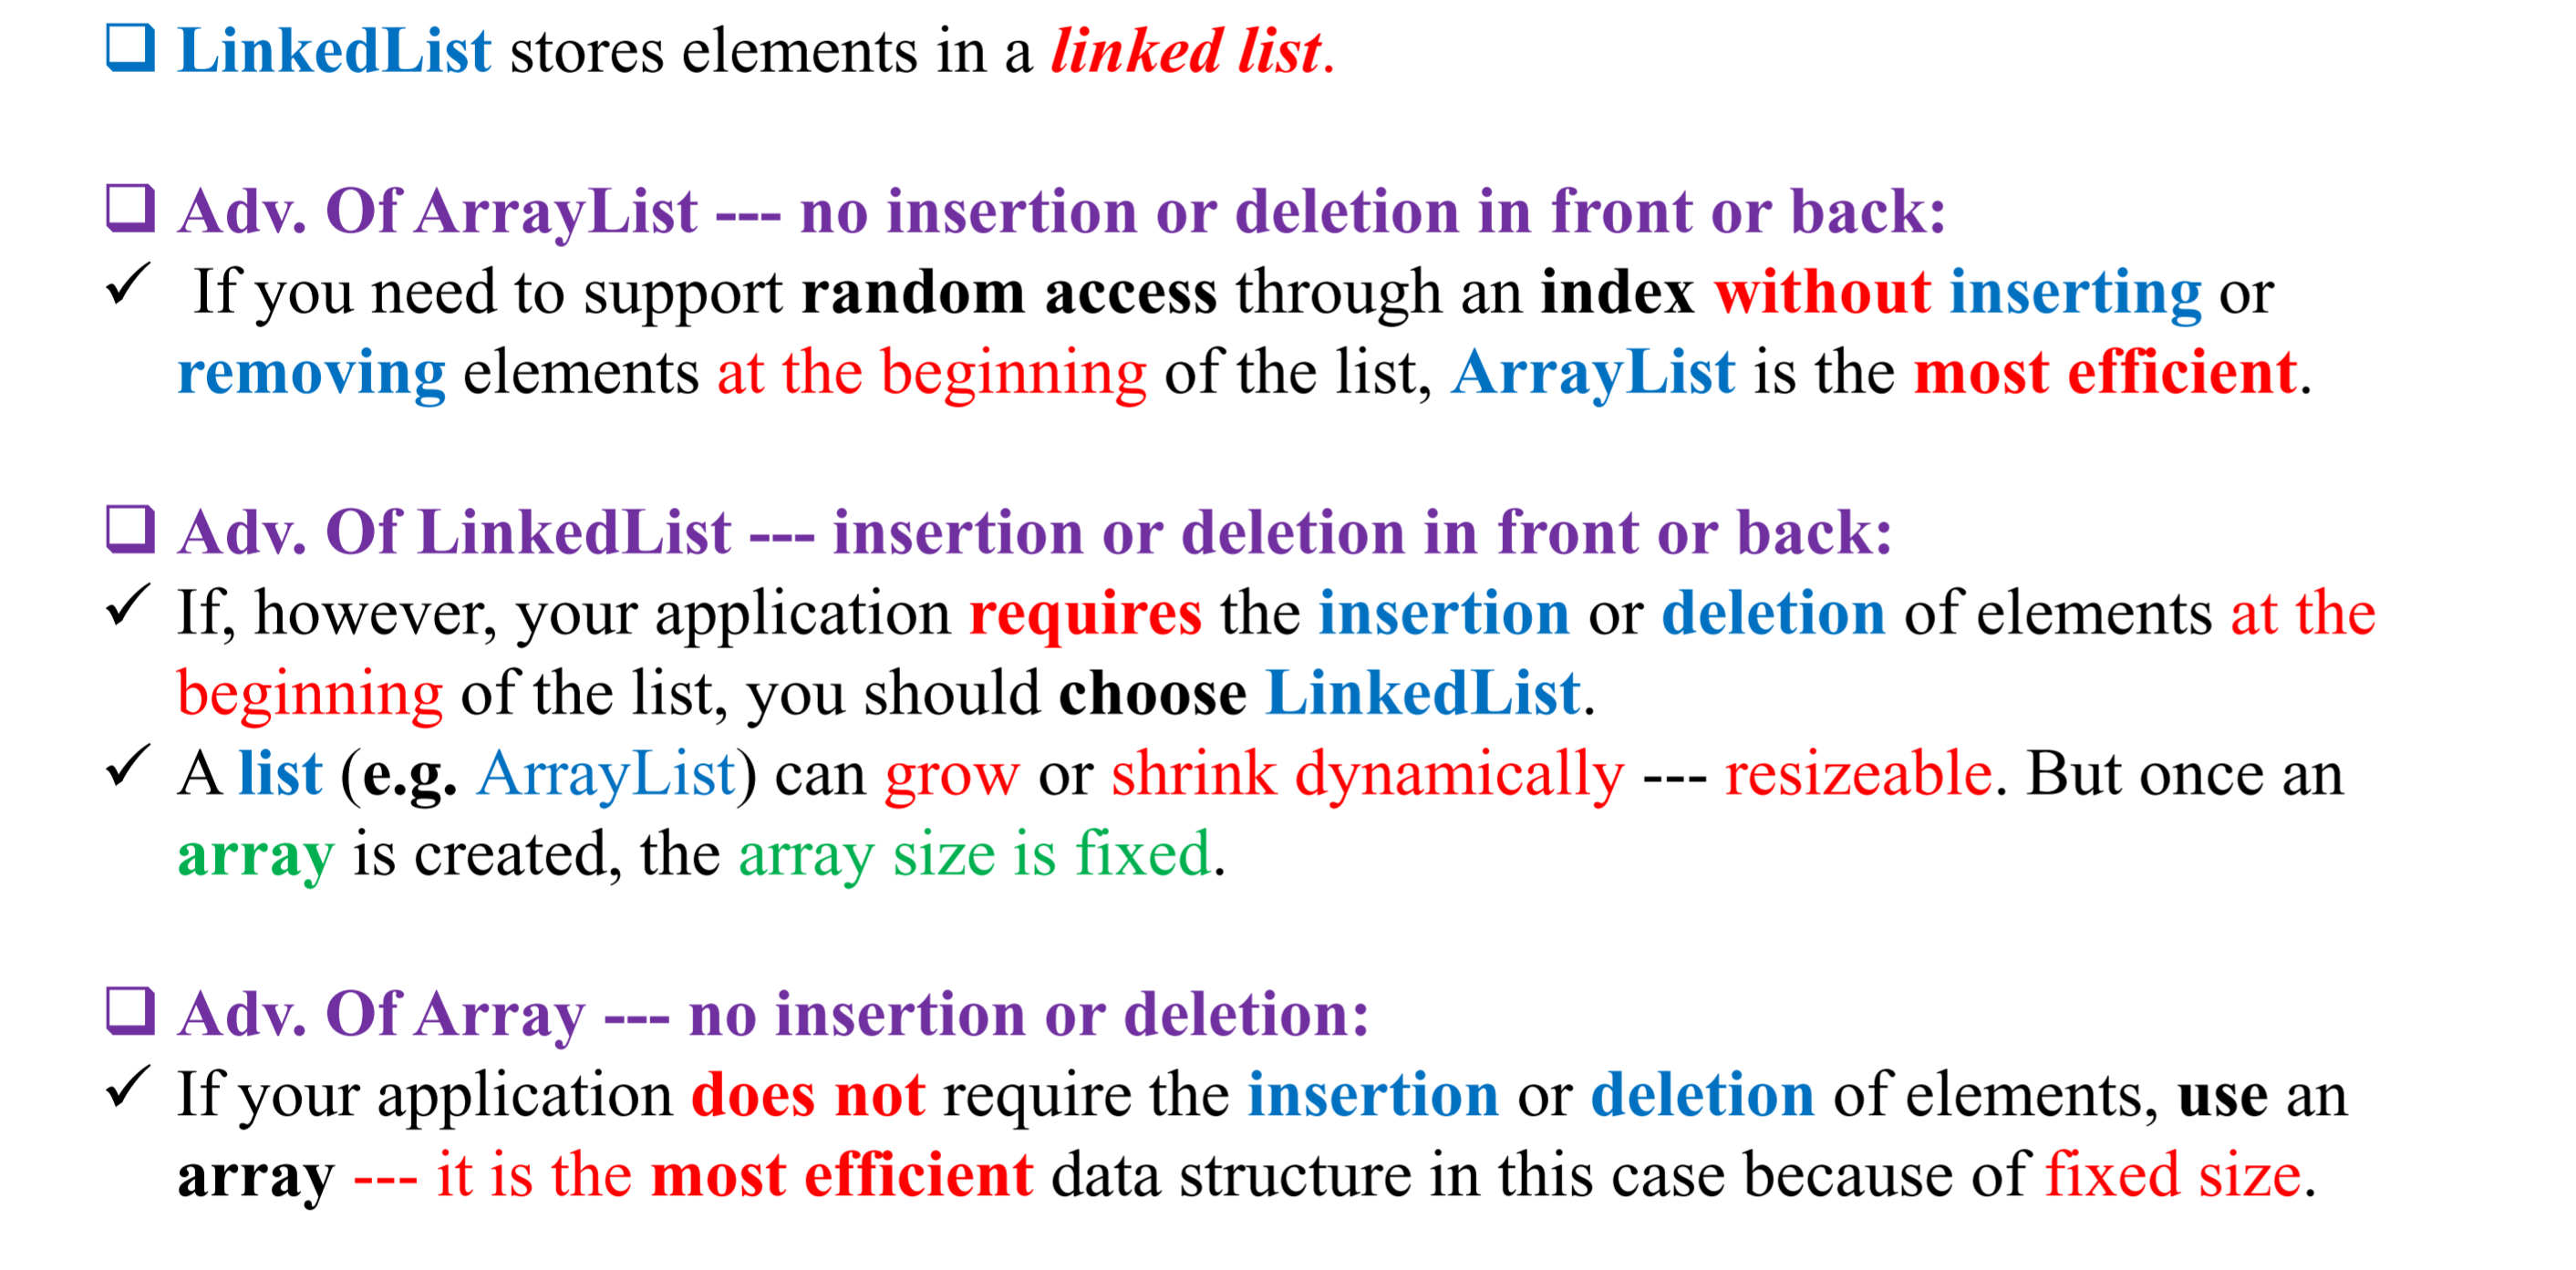 ❑ LinkedList stores elements in a linked list.
❑ Adv. Of ArrayList --- no insertion or deletion in front or back:
✓ If you need to support random access through an index without inserting or
removing elements at the beginning of the list, ArrayList is the most efficient.
❑ Adv. Of LinkedList --- insertion or deletion in front or back:
✓ If, however, your application requires the insertion or deletion of elements at the
beginning of the list, you should choose LinkedList.
✓ A list (e.g. ArrayList) can grow or shrink dynamically --- resizeable. But once an
array is created, the array size is fixed.
❑ Adv. Of Array --- no insertion or deletion:
✓ If your application does not require the insertion or deletion of elements, use an
array --- it is the most efficient data structure in this case because of fixed size.